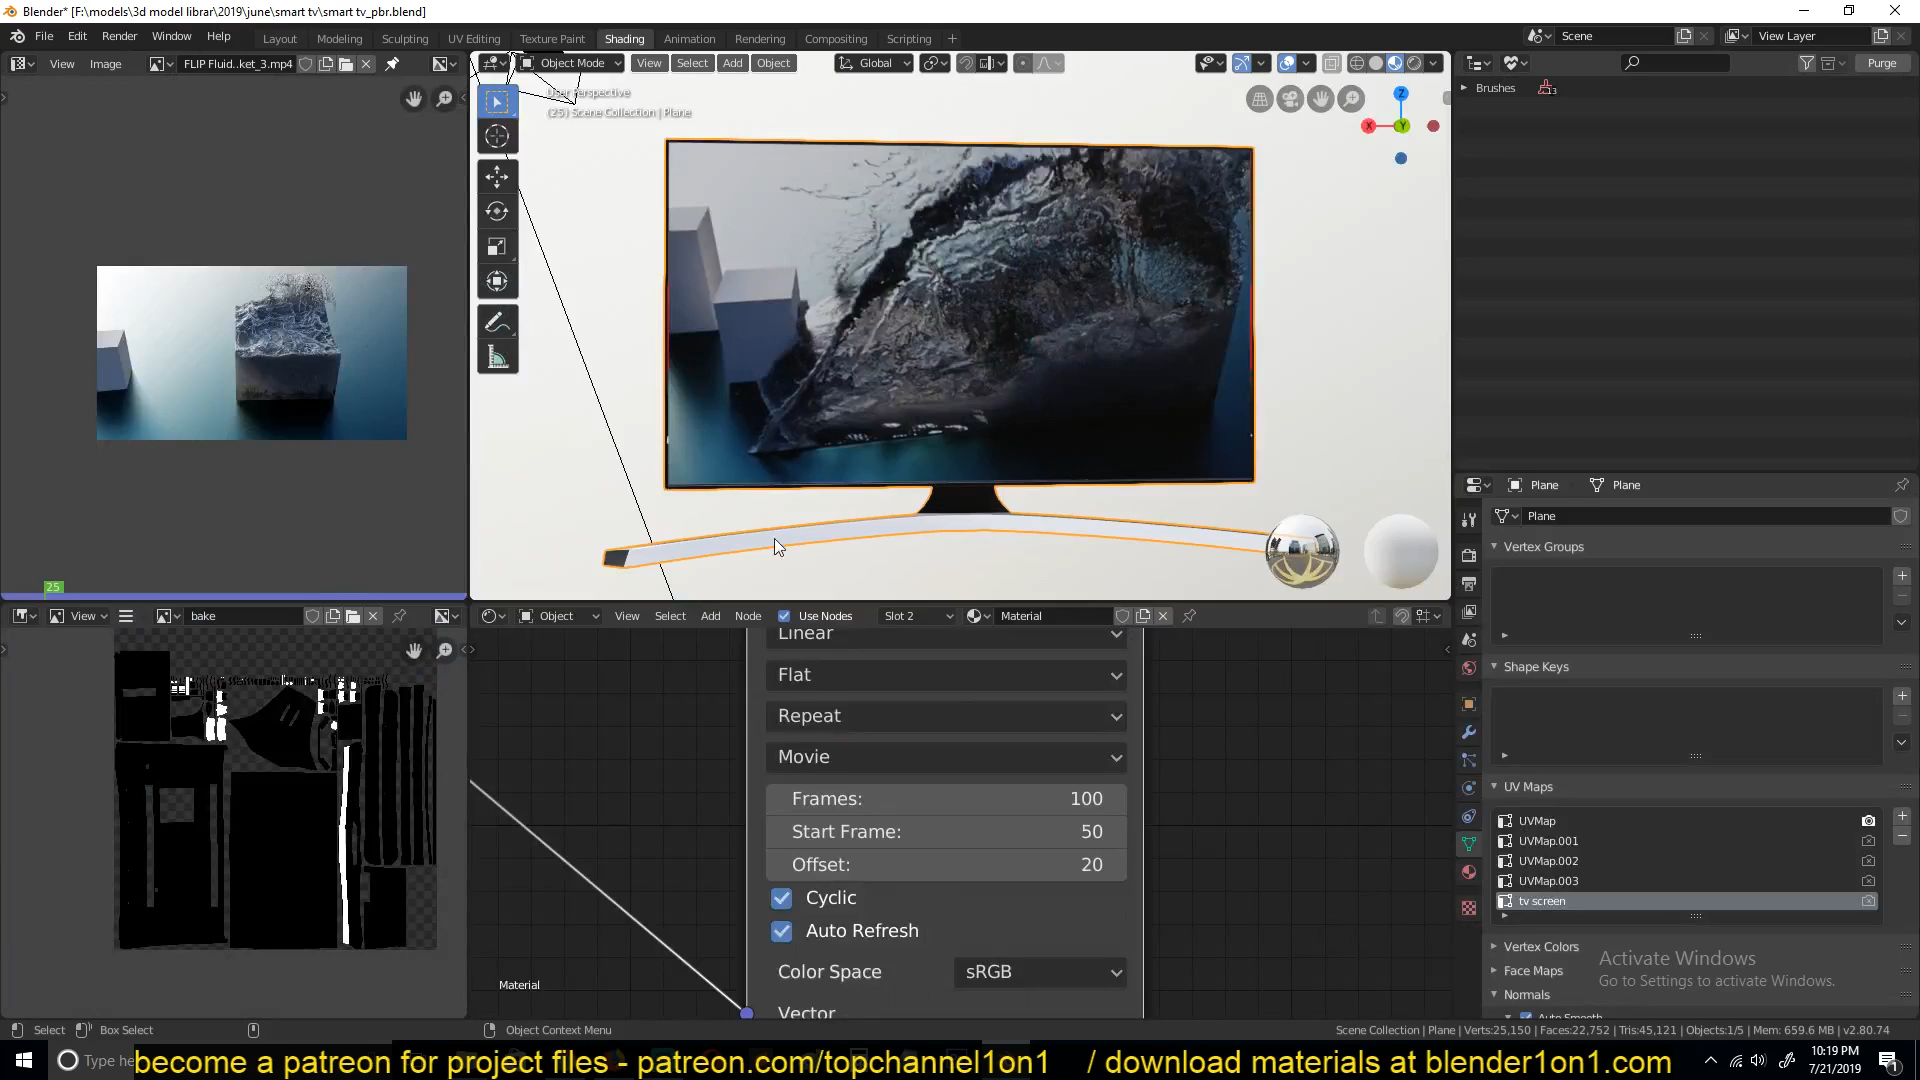 Blender* [F:\models\3d model librar\2019\june\smart tv\smart tv_pbr.blend]
File Edit Render Window Help
Layout Modeling Sculpting UV Editing Texture Paint Shading Animation Rendering Compositing Scripting
Scene
View Layer
View Image
FLIP Fluid..ket_3.mp4
Object Mode
View Select Add Object
Global
Purge
User Perspective
(25) Scene Collection | Plane
Z
X
Y
Brushes
13
Plane
Plane
Plane
Vertex Groups
Shape Keys
UV Maps
UVMap
UVMap.001
UVMap.002
UVMap.003
tv screen
Vertex Colors
Face Maps
Normals
Auto Smooth
Activate Windows
Go to Settings to activate Windows.
25
View
bake
Object
View Select Add Node
Use Nodes
Slot 2
Material
Linear
Flat
Repeat
Movie
Frames: 100
Start Frame: 50
Offset: 20
Cyclic
Auto Refresh
Color Space sRGB
Vector
Material
Select
Box Select
Object Context Menu
Scene Collection | Plane | Verts:25,150 | Faces:22,752 | Tris:45,121 | Objects:1/5 | Mem: 659.6 MB | v2.80.74
Type he
become a patreon for project files - patreon.com/topchannel1on1 / download materials at blender1on1.com
10:19 PM
7/21/2019
1